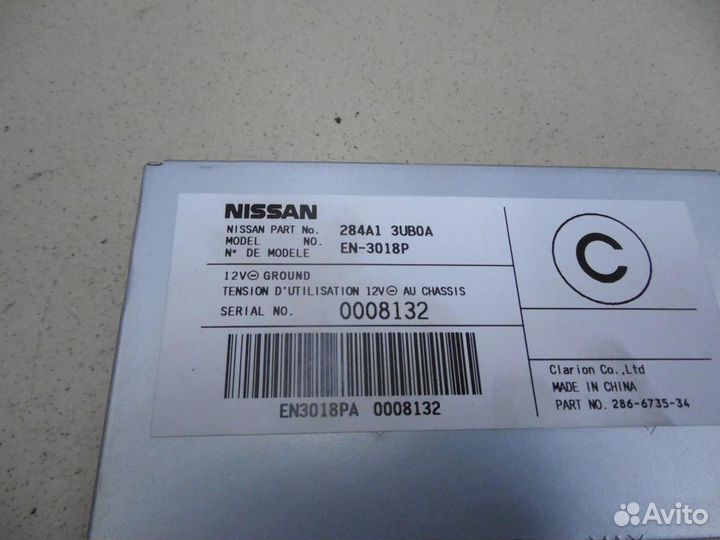 NISSAN
NISSAN PART No. 284A1 3UB0A
MODEL NO. EN-3018P
N° DE MODELE
12V⊖ GROUND
TENSION D'UTILISATION 12V⊖ AU CHASSIS
SERIAL NO. 0008132
EN3018PA 0008132
C
Clarion Co.,Ltd
MADE IN CHINA
PART NO. 286-6735-34
Avito